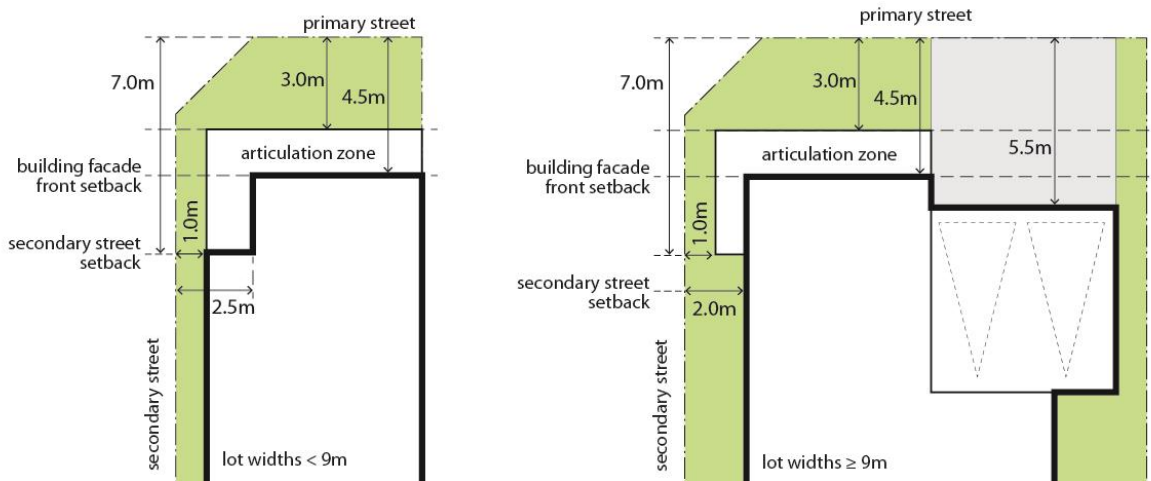 primary street
7.0m
3.0m
4.5m
articulation zone
building facade
front setback
1.0m
secondary street
setback
2.5m
secondary street
lot widths < 9m
primary street
7.0m
3.0m
4.5m
5.5m
articulation zone
building facade
front setback
1.0m
secondary street
setback
2.0m
secondary street
lot widths ≥ 9m